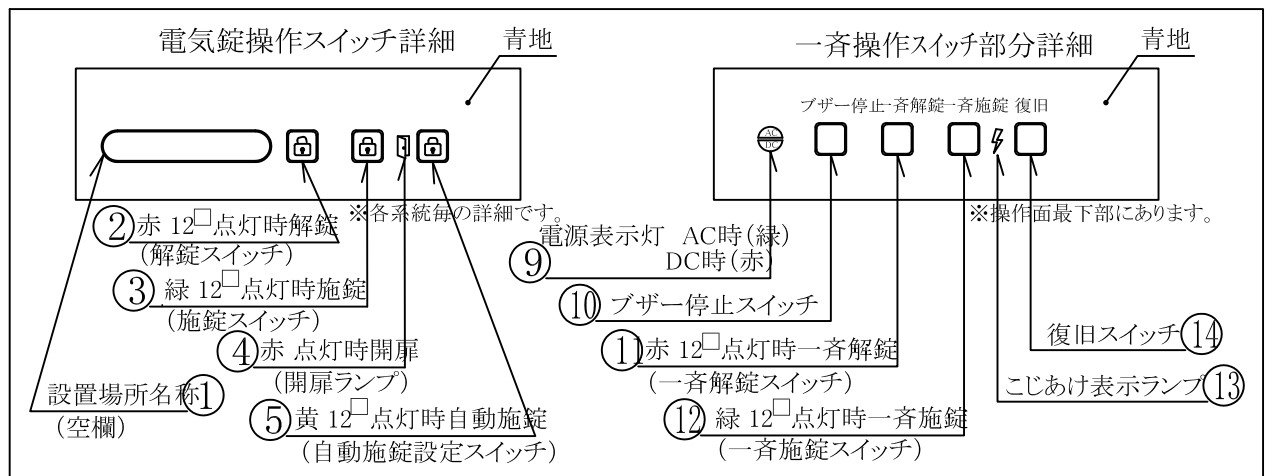 電気錠操作スイッチ詳細
青地
※各系統毎の詳細です。
② 赤 12□点灯時解錠
(解錠スイッチ)
③ 緑 12□点灯時施錠
(施錠スイッチ)
④ 赤 点灯時開扉
(開扉ランプ)
設置場所名称 ①
(空欄)
⑤ 黄 12□点灯時自動施錠
(自動施錠設定スイッチ)
一斉操作スイッチ部分詳細
青地
ブザー停止 一斉解錠 一斉施錠 復旧
AC
DC
※操作面最下部にあります。
⑨ 電源表示灯 AC時(緑)
DC時(赤)
⑩ ブザー停止スイッチ
復旧スイッチ ⑭
⑪ 赤 12□点灯時一斉解錠
(一斉解錠スイッチ)
こじあけ表示ランプ ⑬
⑫ 緑 12□点灯時一斉施錠
(一斉施錠スイッチ)